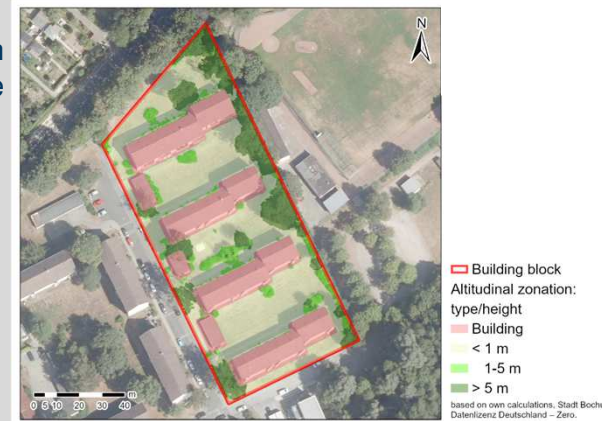 n
e
N
m
0 5 10 20 30 40
Building block
Altitudinal zonation:
type/height
Building
< 1 m
1-5 m
> 5 m
based on own calculations, Stadt
Datenlizenz Deutschland – Zero.